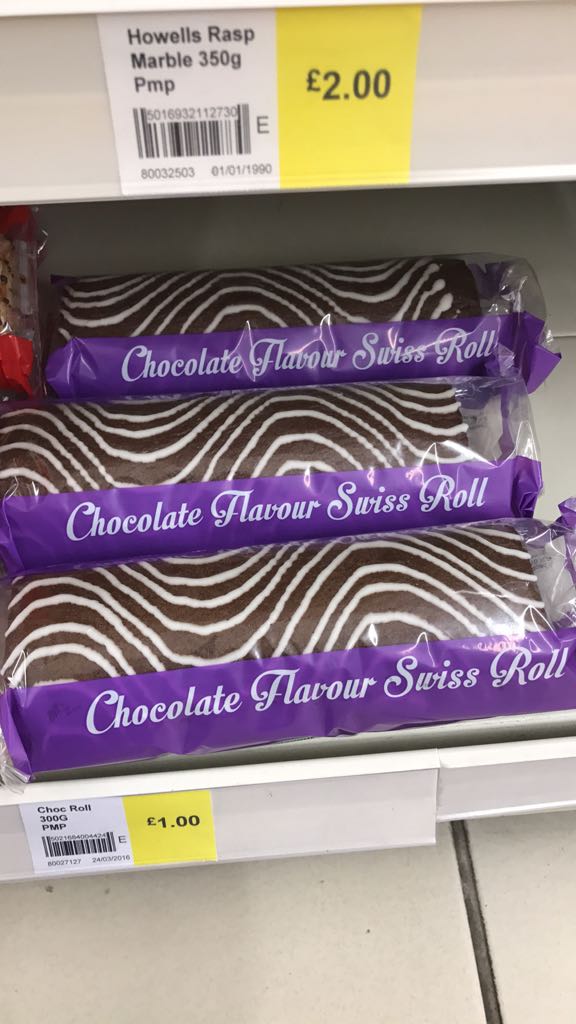 Howells Rasp
Marble 350g
Pmp
£2.00
5016932112730
E
80032503 01/01/1990
Chocolate Flavour Swiss Roll
Chocolate Flavour Swiss Roll
Chocolate Flavour Swiss Roll
Choc Roll
300G
PMP
£1.00
5021684004424
E
80027127 24/03/2016